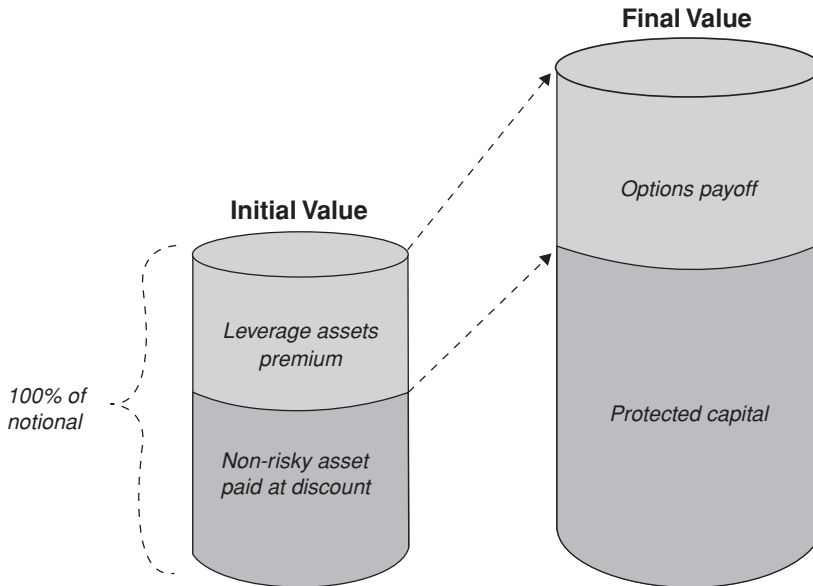 Final Value
Options payoff
Initial Value
Leverage assets
premium
100% of
notional
Protected capital
Non-risky asset
paid at discount